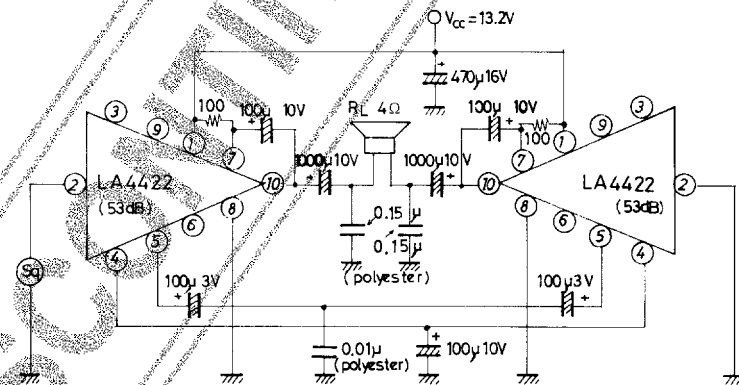 VCC = 13.2V
+
470μ16V
3
100
100μ 10V
+
9
1
7
RL 4Ω
100μ 10V
+
100
7
1
9
3
2
LA4422
(53dB)
10
1000μ10V
+
1000μ10V
+
10
LA4422
(53dB)
2
8
6
5
4
0.15μ
0.15μ
(polyester)
8
6
5
4
Sg
100μ 3V
+
100μ3V
+
0.01μ
(polyester)
+
100μ10V